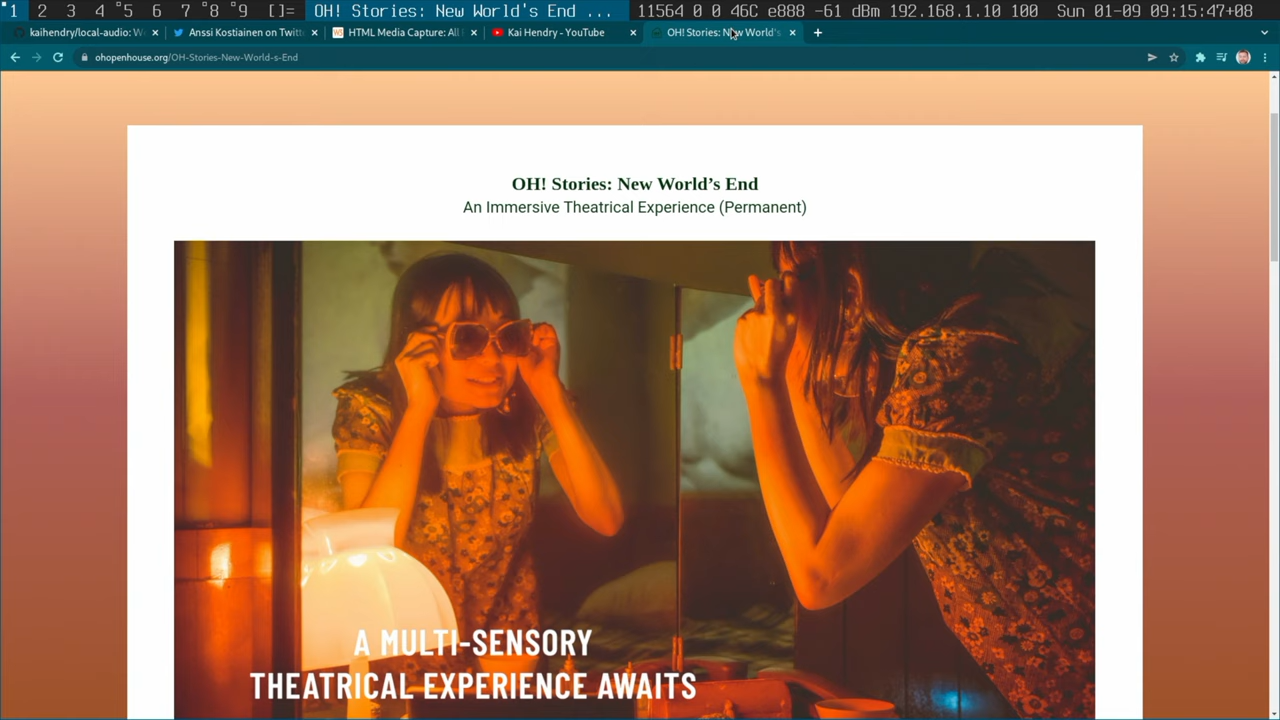 1 2 3 4 5 6 7 8 9 []= OH! Stories: New World's End ... 11564 0 0 46C e888 -61 dBm 192.168.1.10 100 Sun 01-09 09:15:47+08
kaihendry/local-audio: W Anssi Kostiainen on Twitt HTML Media Capture: All Kai Hendry - YouTube OH! Stories: New World's
ohopenhouse.org/OH-Stories-New-World-s-End
OH! Stories: New World’s End
An Immersive Theatrical Experience (Permanent)
A MULTI-SENSORY
THEATRICAL EXPERIENCE AWAITS